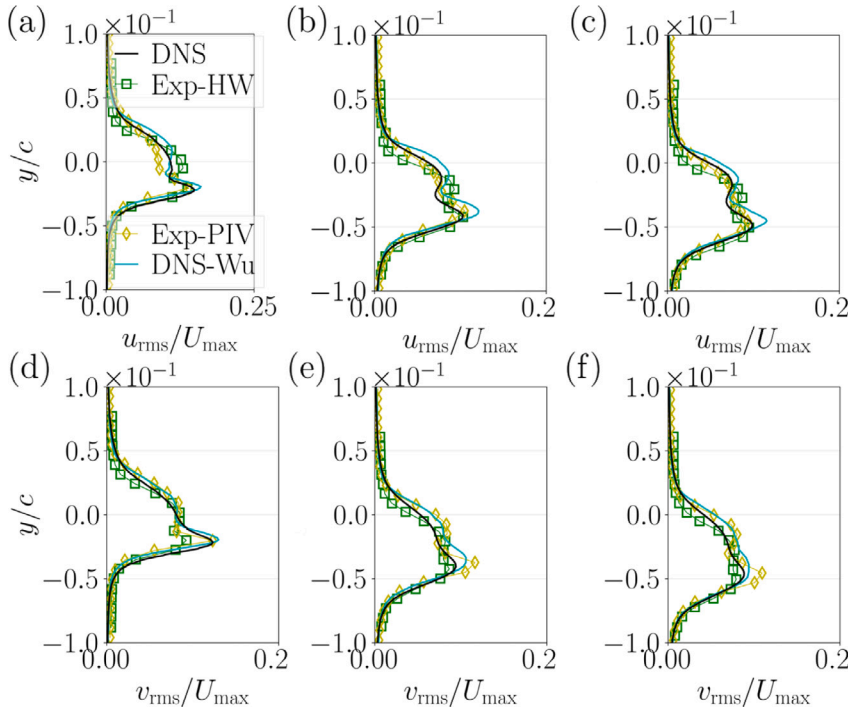 (a) 1.0 ×10⁻¹
(b) 1.0 ×10⁻¹
(c) 1.0 ×10⁻¹
DNS
Exp-HW
0.5
0.5
0.5
y/c
0.0
0.0
0.0
−0.5
−0.5
−0.5
Exp-PIV
DNS-Wu
−1.0
−1.0
−1.0
0.00 0.25
0.00 0.2
0.00 0.2
u_rms/U_max
u_rms/U_max
u_rms/U_max
(d) 1.0 ×10⁻¹
(e) 1.0 ×10⁻¹
(f) 1.0 ×10⁻¹
0.5
0.5
0.5
y/c
0.0
0.0
0.0
−0.5
−0.5
−0.5
−1.0
−1.0
−1.0
0.00 0.2
0.00 0.2
0.00 0.2
v_rms/U_max
v_rms/U_max
v_rms/U_max